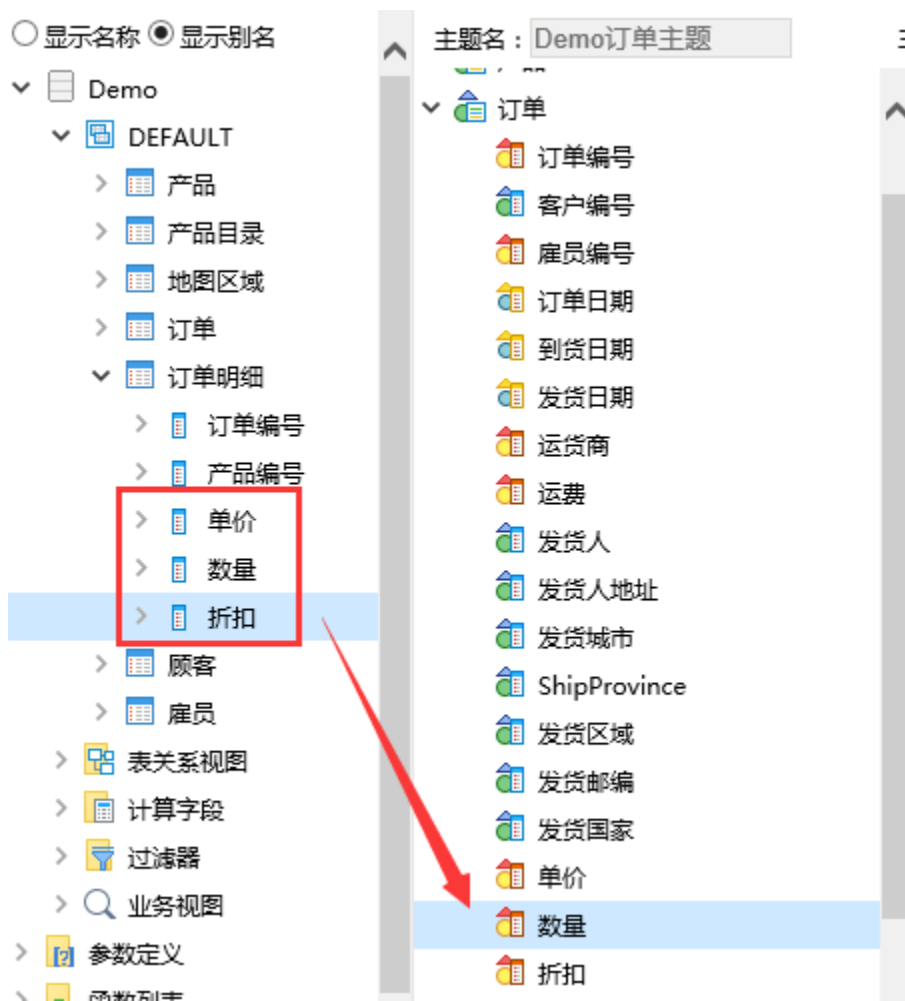 显示名称 显示别名
Demo
DEFAULT
产品
产品目录
地图区域
订单
订单明细
订单编号
产品编号
单价
数量
折扣
顾客
雇员
表关系视图
计算字段
过滤器
业务视图
参数定义
函数列表
主题名：Demo订单主题
产品
订单
订单编号
客户编号
雇员编号
订单日期
到货日期
发货日期
运货商
运费
发货人
发货人地址
发货城市
ShipProvince
发货区域
发货邮编
发货国家
单价
数量
折扣